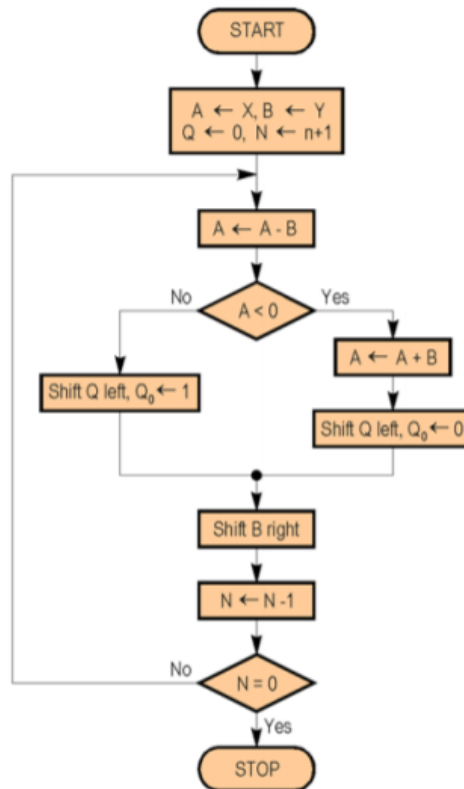 START
A ← X, B ← Y
Q ← 0, N ← n+1
A ← A - B
No
A < 0
Yes
A ← A + B
Shift Q left, Q₀ ← 1
Shift Q left, Q₀ ← 0
Shift B right
N ← N -1
No
N = 0
Yes
STOP